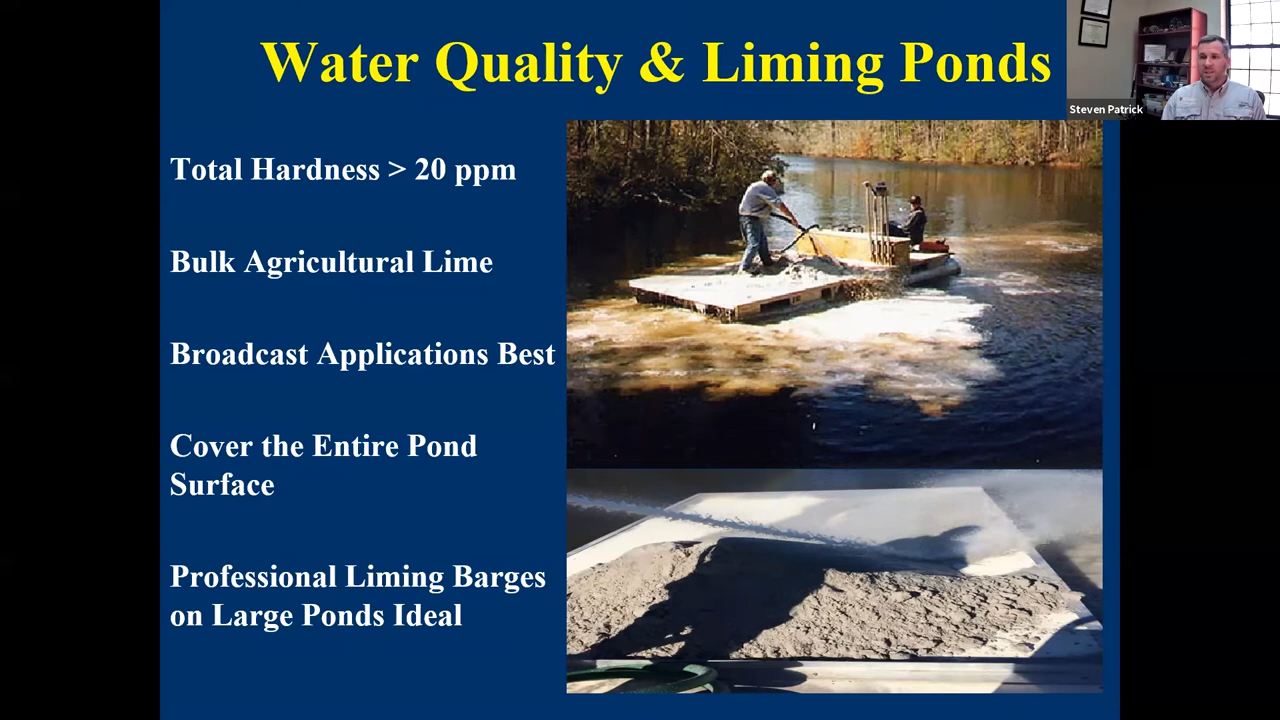 Water Quality & Liming Ponds
Steven Patrick
Total Hardness > 20 ppm
Bulk Agricultural Lime
Broadcast Applications Best
Cover the Entire Pond
Surface
Professional Liming Barges
on Large Ponds Ideal